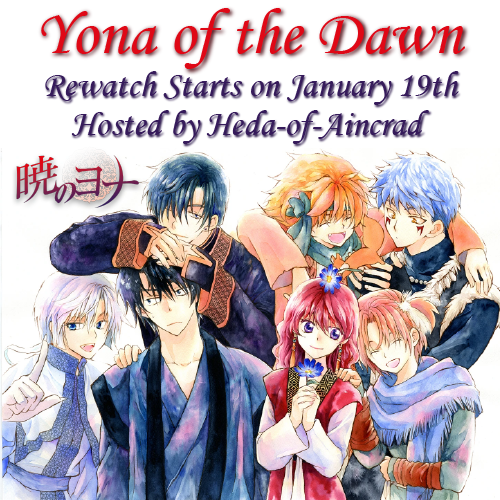 Yona of the Dawn
Rewatch Starts on January 19th
Hosted by Heda-of-Aincrad
暁のヨナ